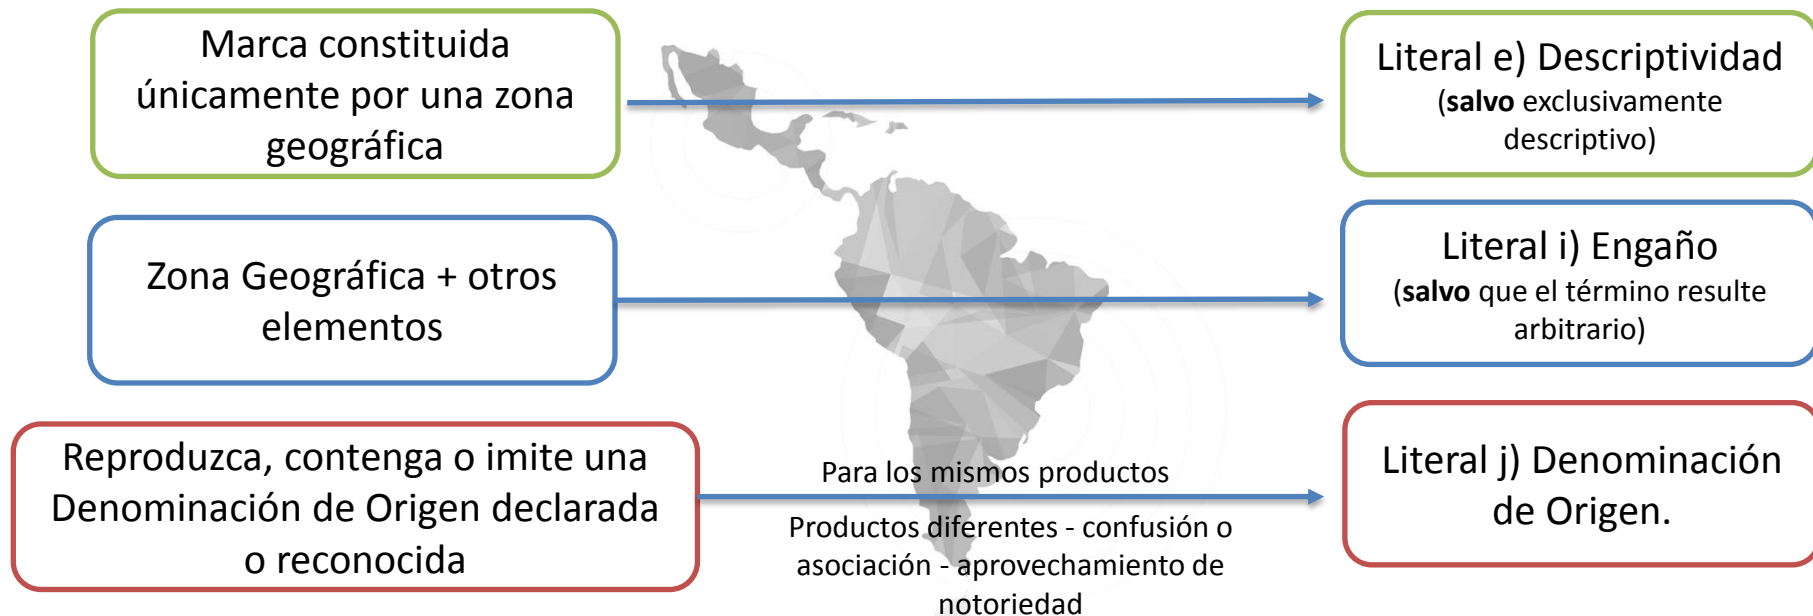 Marca constituida
únicamente por una zona
geográfica
Literal e) Descriptividad
(salvo exclusivamente
descriptivo)
Zona Geográfica + otros
elementos
Literal i) Engaño
(salvo que el término resulte
arbitrario)
Reproduzca, contenga o imite una
Denominación de Origen declarada
o reconocida
Para los mismos productos
Productos diferentes - confusión o
asociación - aprovechamiento de
notoriedad
Literal j) Denominación
de Origen.